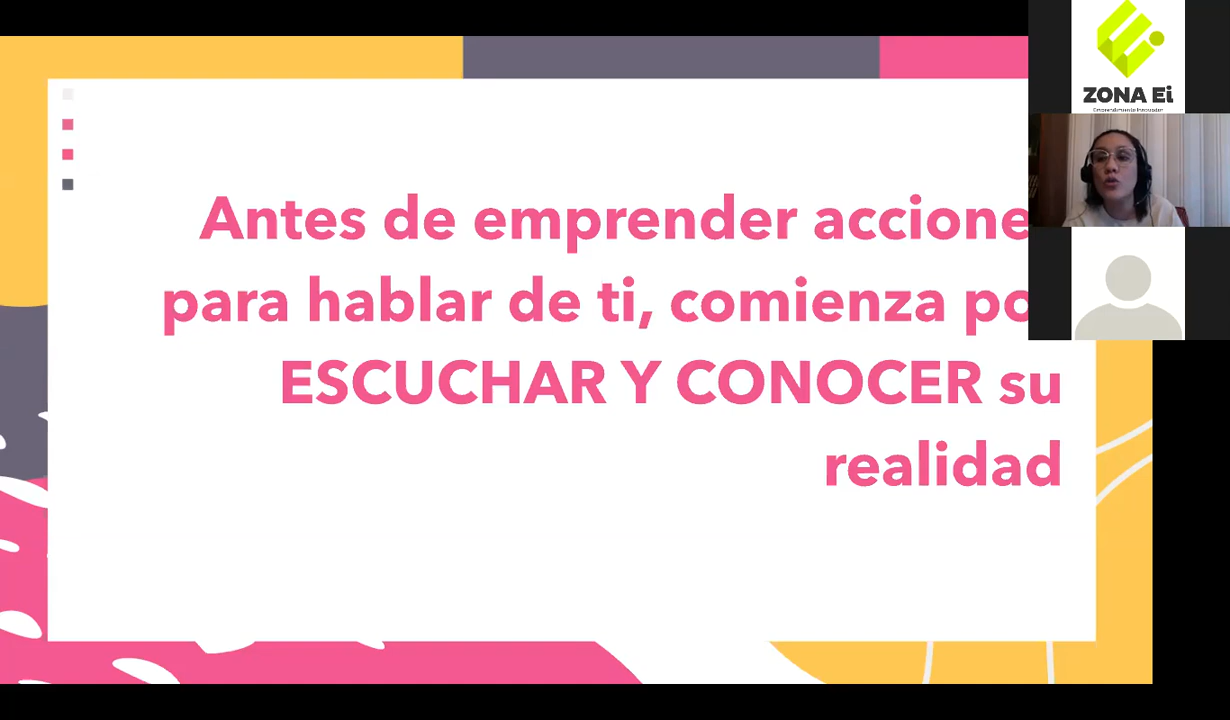 Antes de emprender accione
para hablar de ti, comienza po
ESCUCHAR Y CONOCER su
realidad
ZONA Ei